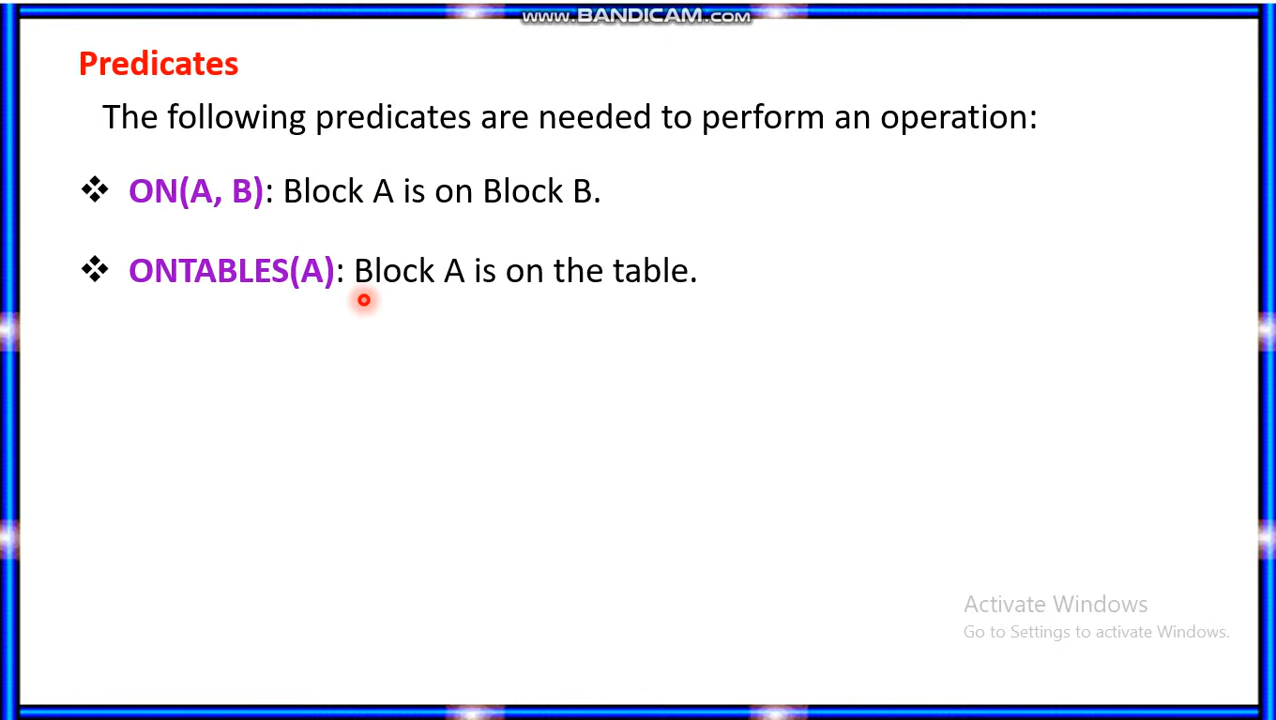 WWW.BANDICAM.COM
Predicates
The following predicates are needed to perform an operation:
❖ ON(A, B): Block A is on Block B.
❖ ONTABLES(A): Block A is on the table.
Activate Windows
Go to Settings to activate Windows.